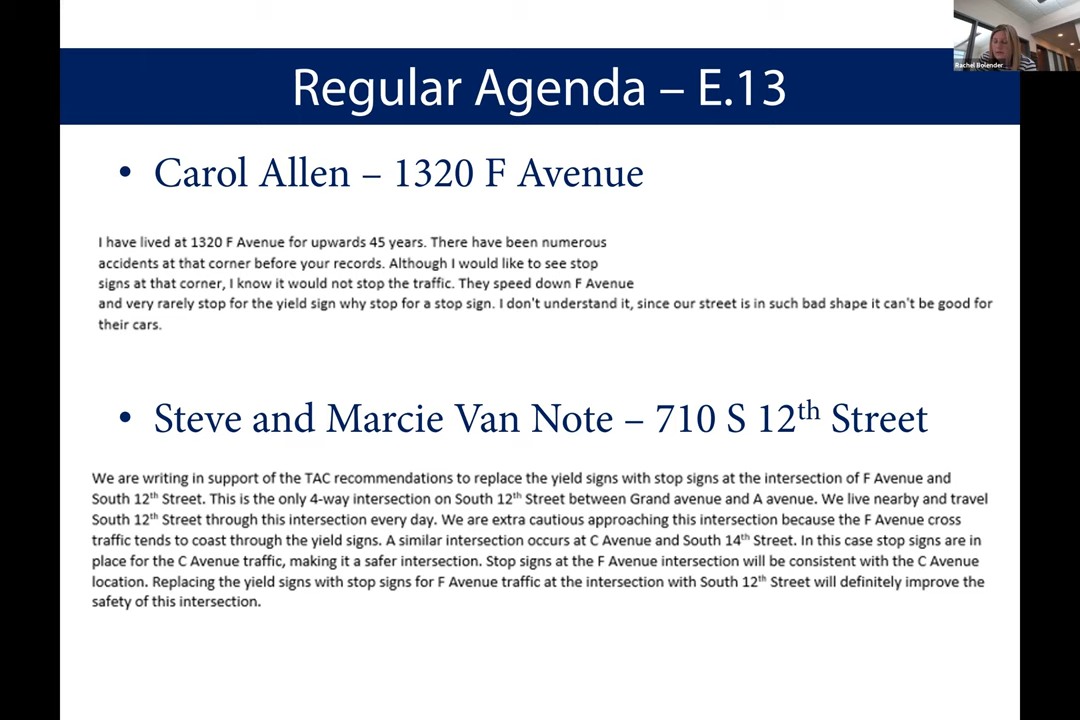 Rachel Bolender
Regular Agenda – E.13
• Carol Allen – 1320 F Avenue
I have lived at 1320 F Avenue for upwards 45 years. There have been numerous
accidents at that corner before your records. Although I would like to see stop
signs at that corner, I know it would not stop the traffic. They speed down F Avenue
and very rarely stop for the yield sign why stop for a stop sign. I don't understand it, since our street is in such bad shape it can't be good for
their cars.
• Steve and Marcie Van Note – 710 S 12th Street
We are writing in support of the TAC recommendations to replace the yield signs with stop signs at the intersection of F Avenue and
South 12th Street. This is the only 4-way intersection on South 12th Street between Grand avenue and A avenue. We live nearby and travel
South 12th Street through this intersection every day. We are extra cautious approaching this intersection because the F Avenue cross
traffic tends to coast through the yield signs. A similar intersection occurs at C Avenue and South 14th Street. In this case stop signs are in
place for the C Avenue traffic, making it a safer intersection. Stop signs at the F Avenue intersection will be consistent with the C Avenue
location. Replacing the yield signs with stop signs for F Avenue traffic at the intersection with South 12th Street will definitely improve the
safety of this intersection.